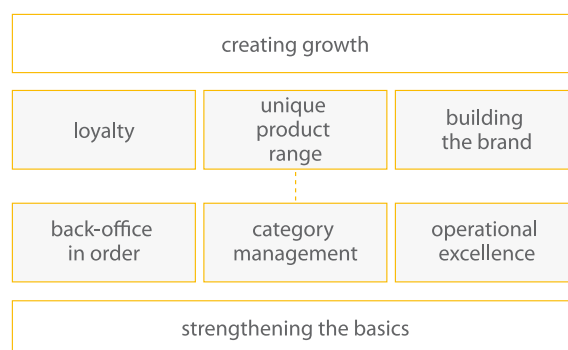 creating growth
loyalty
unique
product
range
building
the brand
back-office
in order
category
management
operational
excellence
strengthening the basics